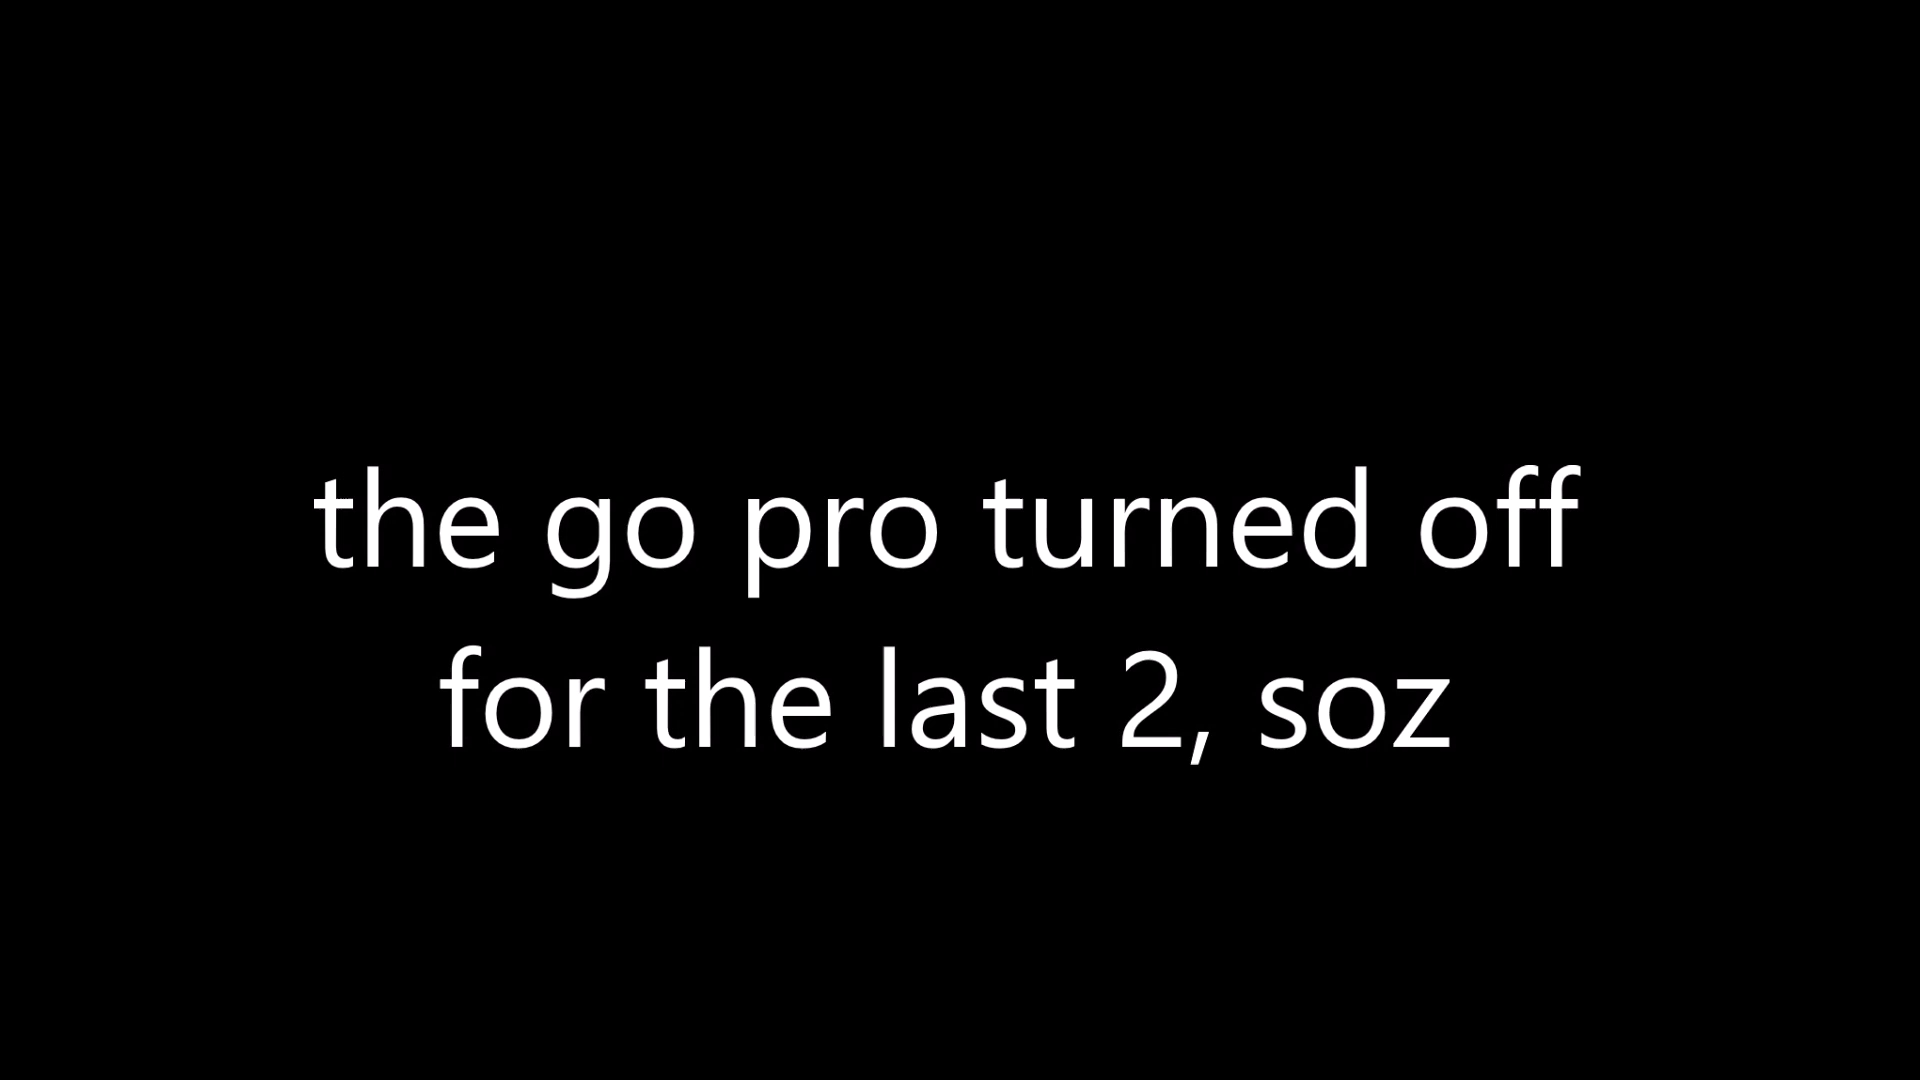 the go pro turned off
for the last 2, soz